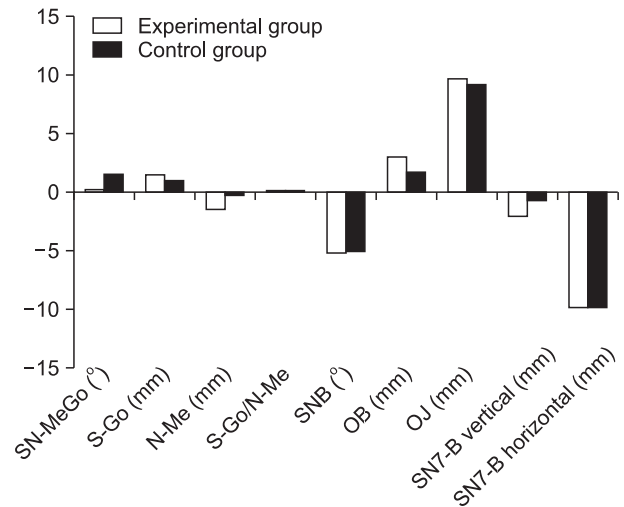 15
10
5
0
−5
−10
−15
Experimental group
Control group
SN-MeGo (°)
S-Go (mm)
N-Me (mm)
S-Go/N-Me
SNB (°)
OB (mm)
OJ (mm)
SN7-B vertical (mm)
SN7-B horizontal (mm)